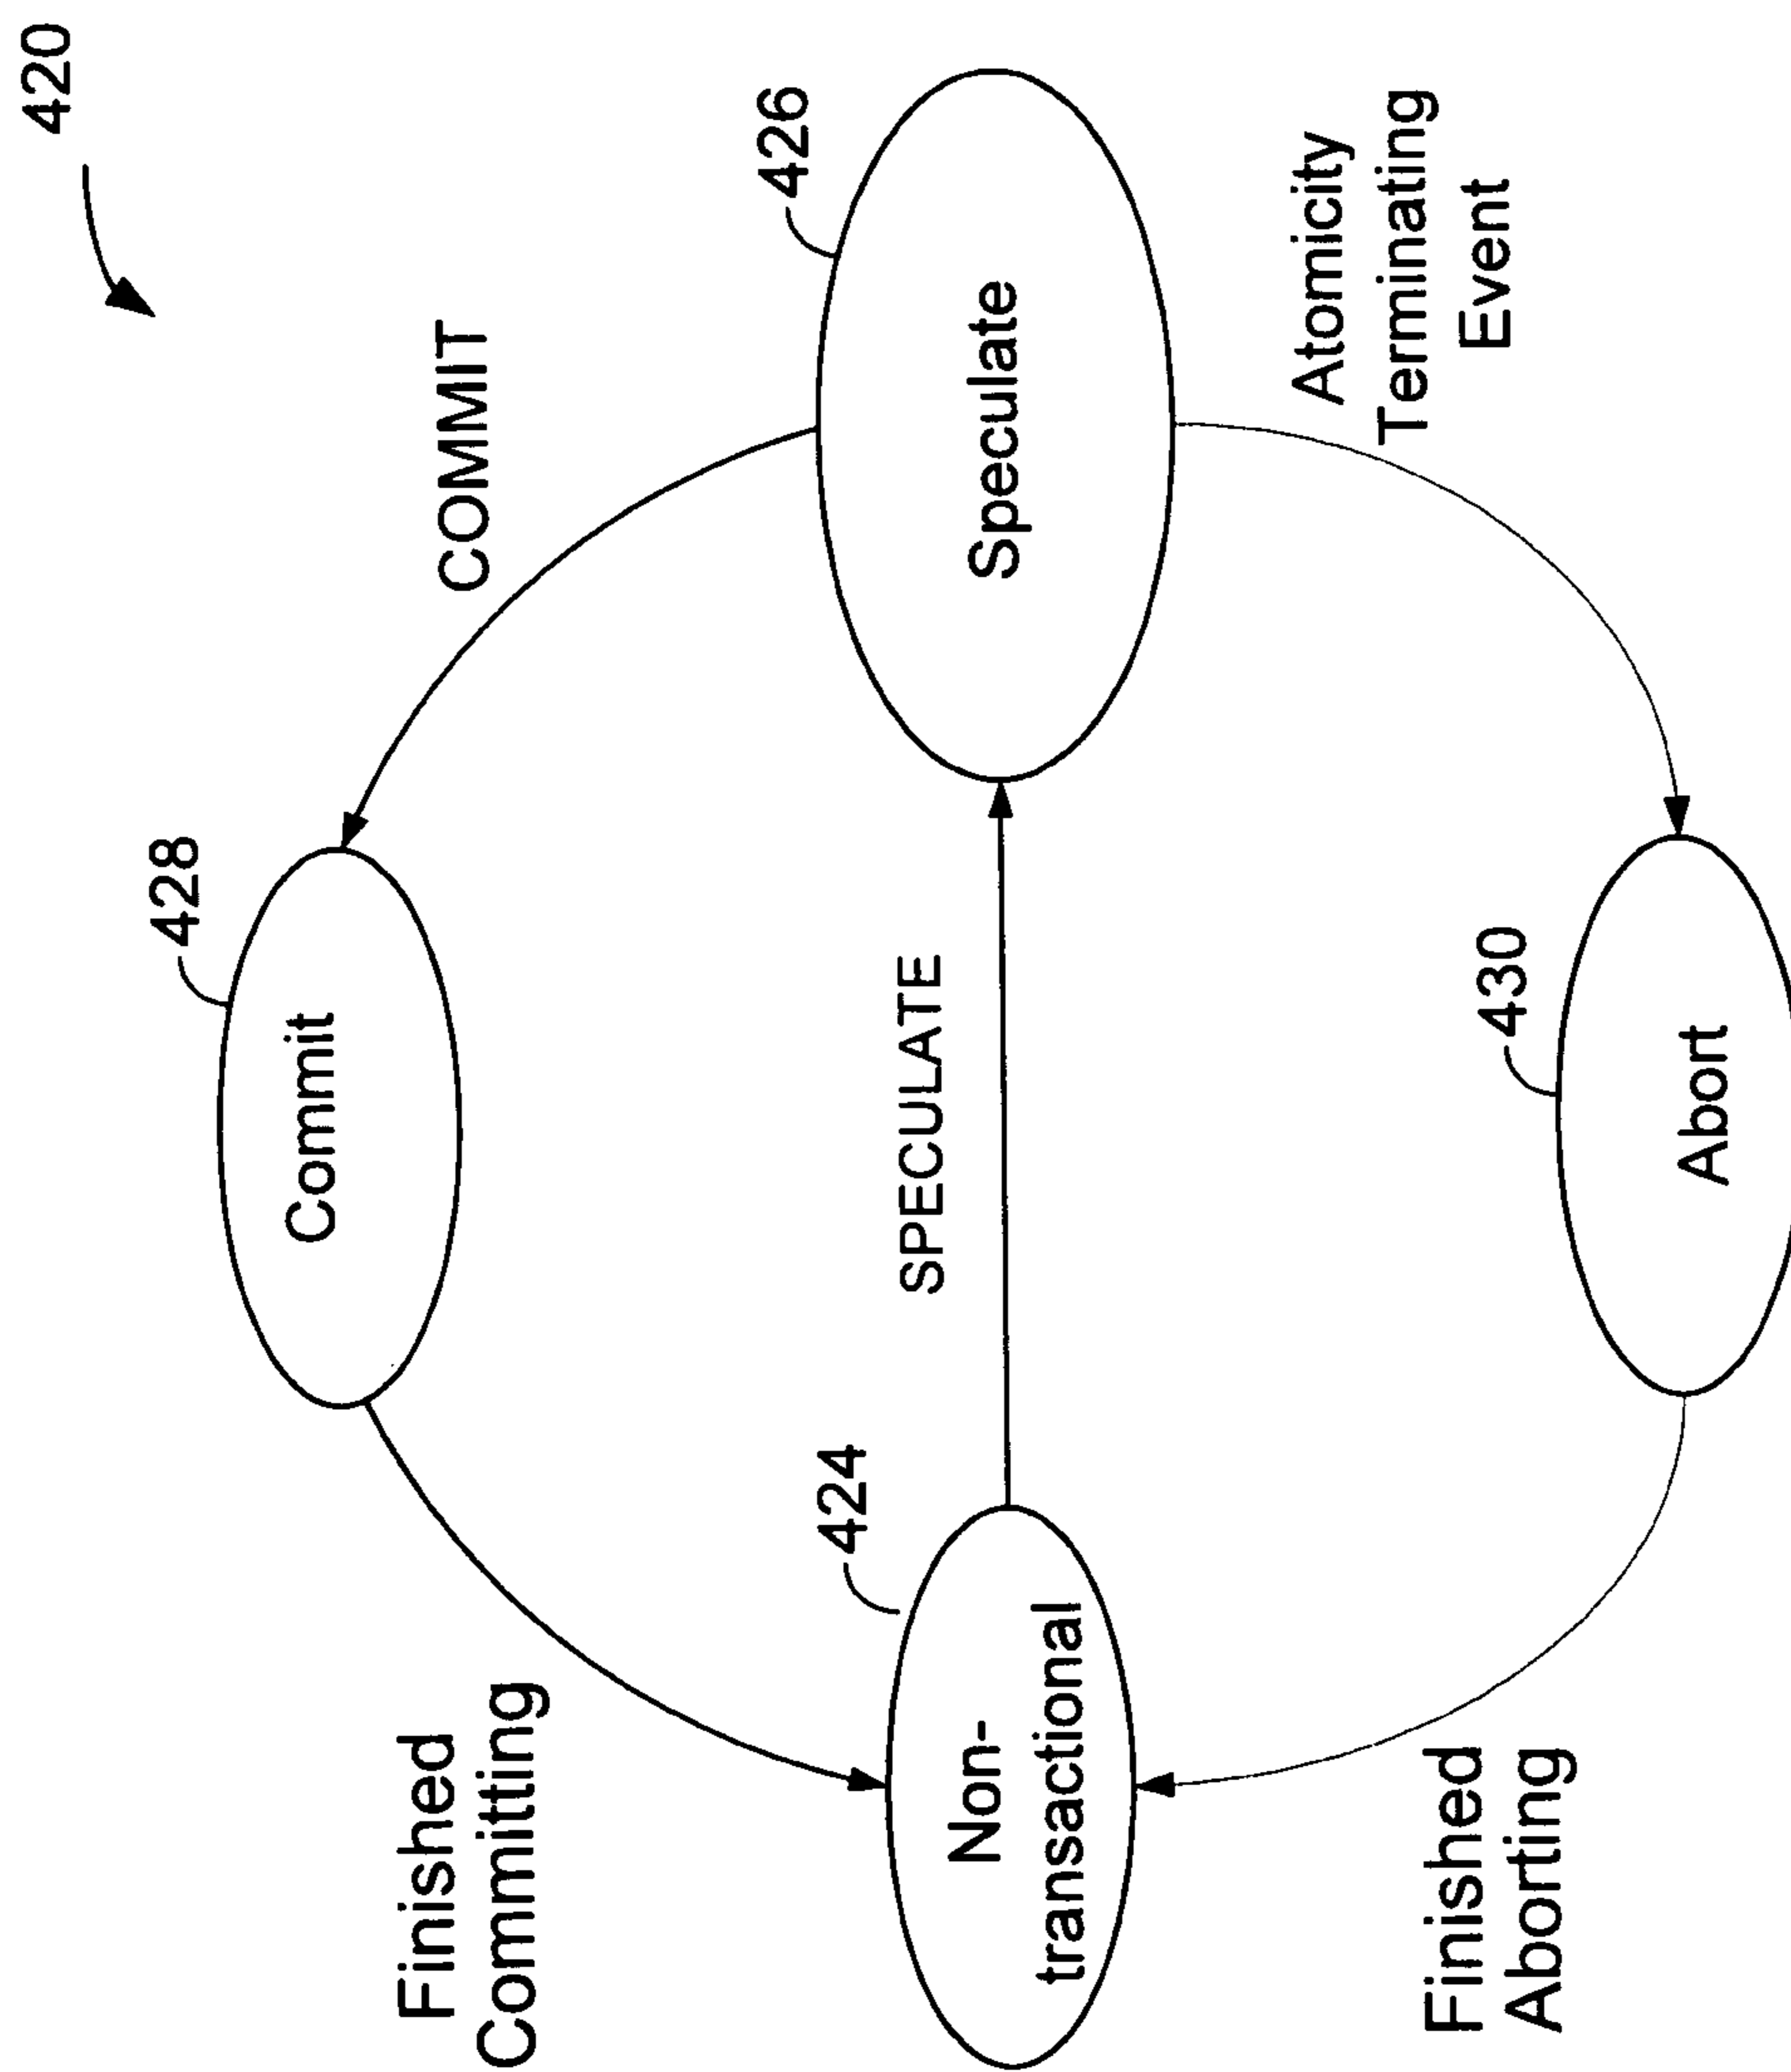 420
COMMIT
426
428
Commit
Speculate
Finished
Committing
SPECULATE
424
Non-
transactional
Atomicity
Terminating
Event
430
Abort
Finished
Aborting